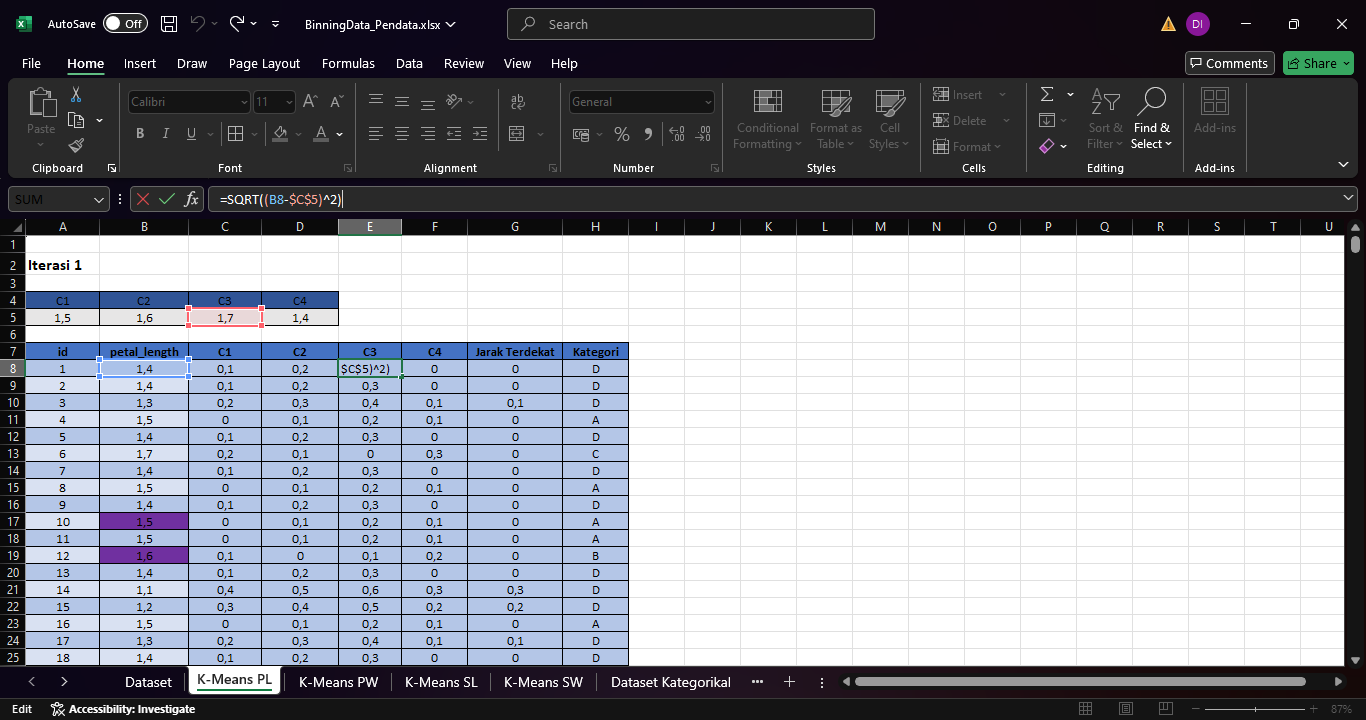 AutoSave Off BinningData_Pendata.xlsx Search DI
File Home Insert Draw Page Layout Formulas Data Review View Help Comments Share
Paste Calibri 11 ab General Conditional Formatting Format as Table Cell Styles Insert Delete Format Sort & Filter Find & Select Add-ins
B I U A % 9
Clipboard Font Alignment Number Styles Cells Editing Add-ins
SUM fx =SQRT((B8-$C$5)^2)
A B C D E F G H I J K L M N O P Q R S T U
1
2 Iterasi 1
3
4 C1 C2 C3 C4
5 1,5 1,6 1,7 1,4
6
7 id petal_length C1 C2 C3 C4 Jarak Terdekat Kategori
8 1 1,4 0,1 0,2 $C$5)^2) 0 0 D
9 2 1,4 0,1 0,2 0,3 0 0 D
10 3 1,3 0,2 0,3 0,4 0,1 0,1 D
11 4 1,5 0 0,1 0,2 0,1 0 A
12 5 1,4 0,1 0,2 0,3 0 0 D
13 6 1,7 0,2 0,1 0 0,3 0 C
14 7 1,4 0,1 0,2 0,3 0 0 D
15 8 1,5 0 0,1 0,2 0,1 0 A
16 9 1,4 0,1 0,2 0,3 0 0 D
17 10 1,5 0 0,1 0,2 0,1 0 A
18 11 1,5 0 0,1 0,2 0,1 0 A
19 12 1,6 0,1 0 0,1 0,2 0 B
20 13 1,4 0,1 0,2 0,3 0 0 D
21 14 1,1 0,4 0,5 0,6 0,3 0,3 D
22 15 1,2 0,3 0,4 0,5 0,2 0,2 D
23 16 1,5 0 0,1 0,2 0,1 0 A
24 17 1,3 0,2 0,3 0,4 0,1 0,1 D
25 18 1,4 0,1 0,2 0,3 0 0 D
Dataset K-Means PL K-Means PW K-Means SL K-Means SW Dataset Kategorikal
Edit Accessibility: Investigate 87%